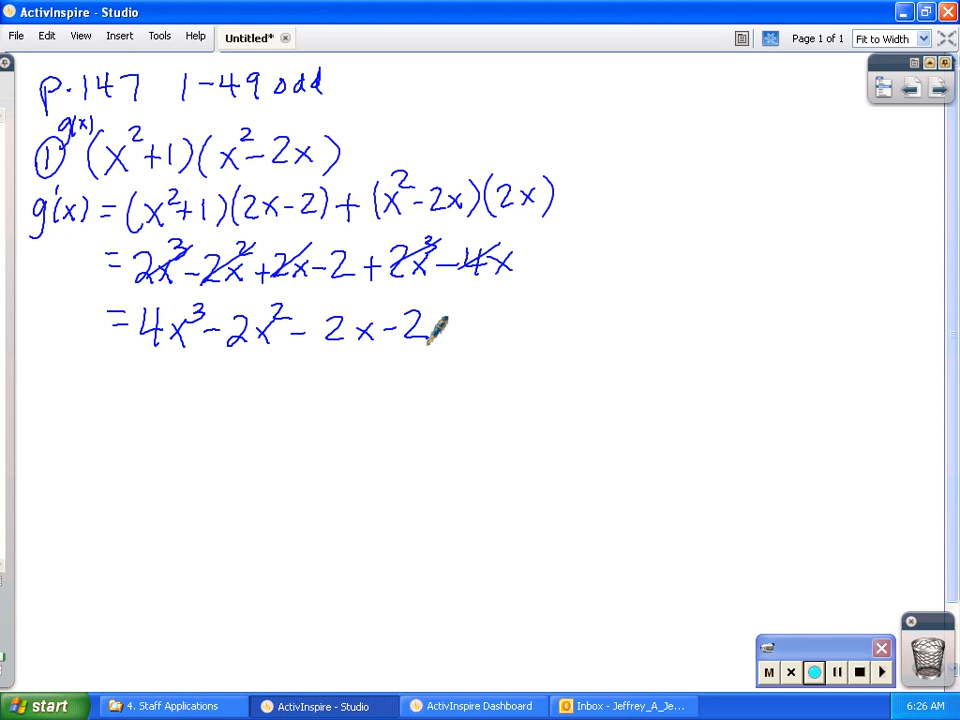 ActivInspire - Studio
File Edit View Insert Tools Help Untitled* Page 1 of 1 Fit to Width
p.147 1-49 odd
g(x)
① (x²+1)(x²-2x)
g'(x) = (x²+1)(2x-2)+(x²-2x)(2x)
= 2x³-2x²+2x-2+2x³-4x
= 4x³-2x²-2x-2
M
start 4. Staff Applications ActivInspire - Studio ActivInspire Dashboard Inbox - Jeffrey_A_Je... 6:26 AM